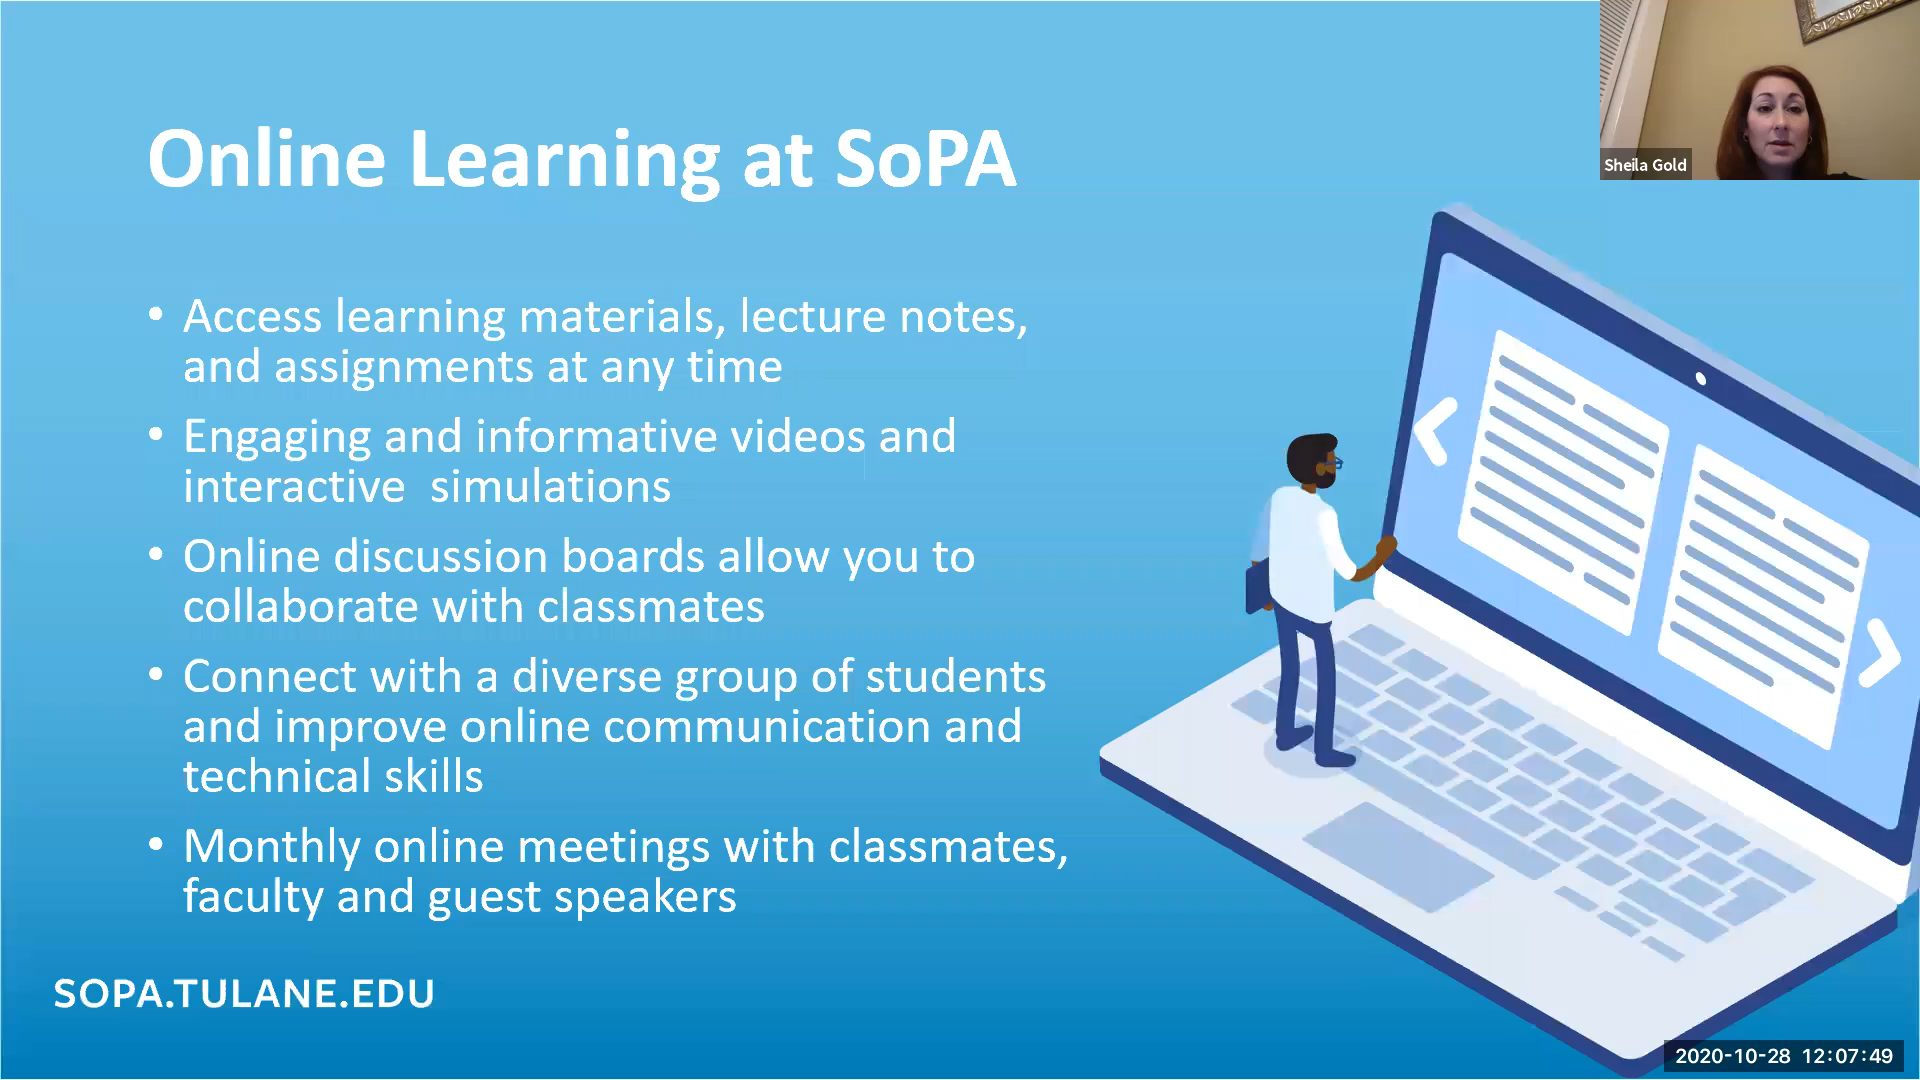 Online Learning at SoPA
Sheila Gold
• Access learning materials, lecture notes,
and assignments at any time
• Engaging and informative videos and
interactive  simulations
• Online discussion boards allow you to
collaborate with classmates
• Connect with a diverse group of students
and improve online communication and
technical skills
• Monthly online meetings with classmates,
faculty and guest speakers
SOPA.TULANE.EDU
2020-10-28 12:07:49